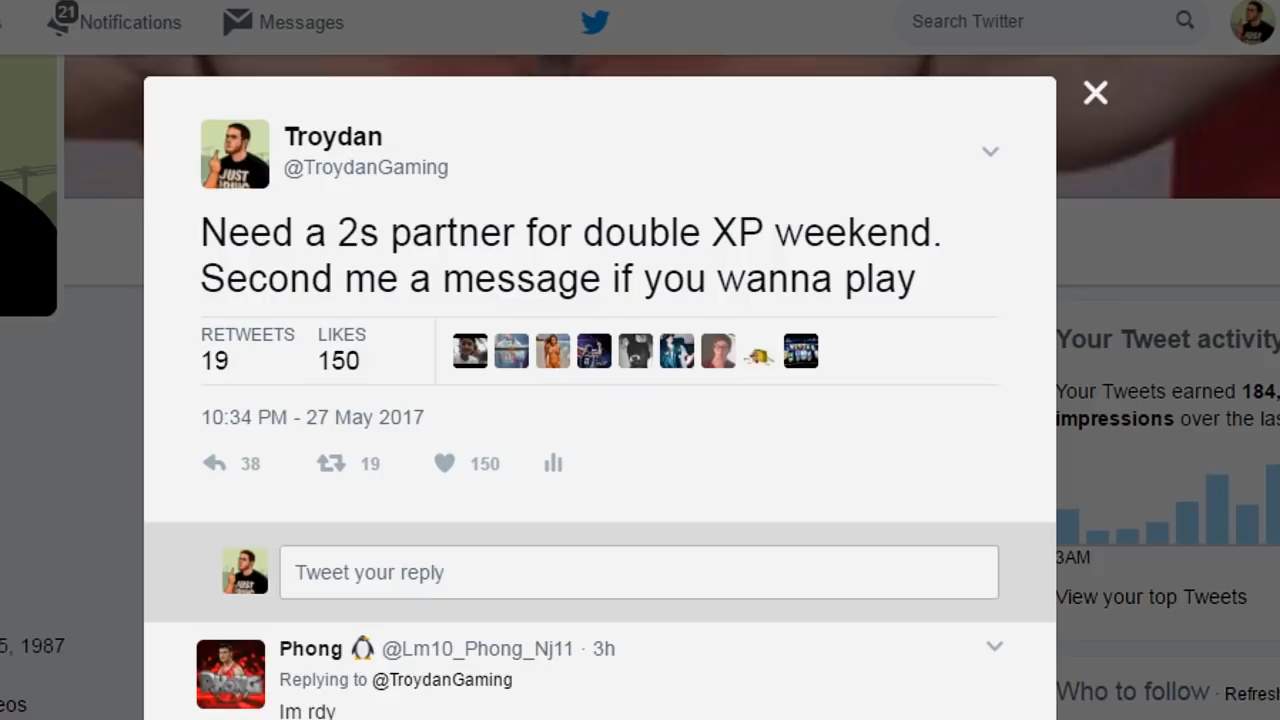 21
Notifications
Messages
Search Twitter
Troydan
@TroydanGaming
Need a 2s partner for double XP weekend.
Second me a message if you wanna play
RETWEETS LIKES
19 150
10:34 PM - 27 May 2017
38 19 150
Tweet your reply
Phong @Lm10_Phong_Nj11 · 3h
Replying to @TroydanGaming
Im rdy
5, 1987
eos
Your Tweet activity
Your Tweets earned 184,
impressions over the las
3AM
View your top Tweets
Who to follow · Refres